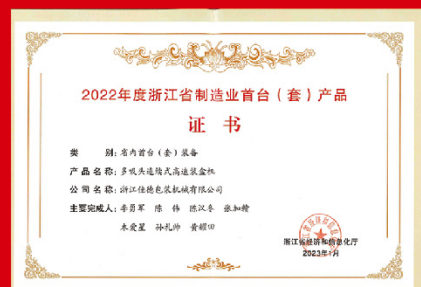 2022年度浙江省制造业首台（套）产品
证书
类别：省内首台（套）装备
产品名称：多吸头连续式高速装盒机
公司名称：浙江佳德包装机械有限公司
主要完成人：辛勇军 陈伟 陈汉冬 张加赣
木爱星 孙礼帅 黄耀田
浙江省经济和信息化厅
2023年1月